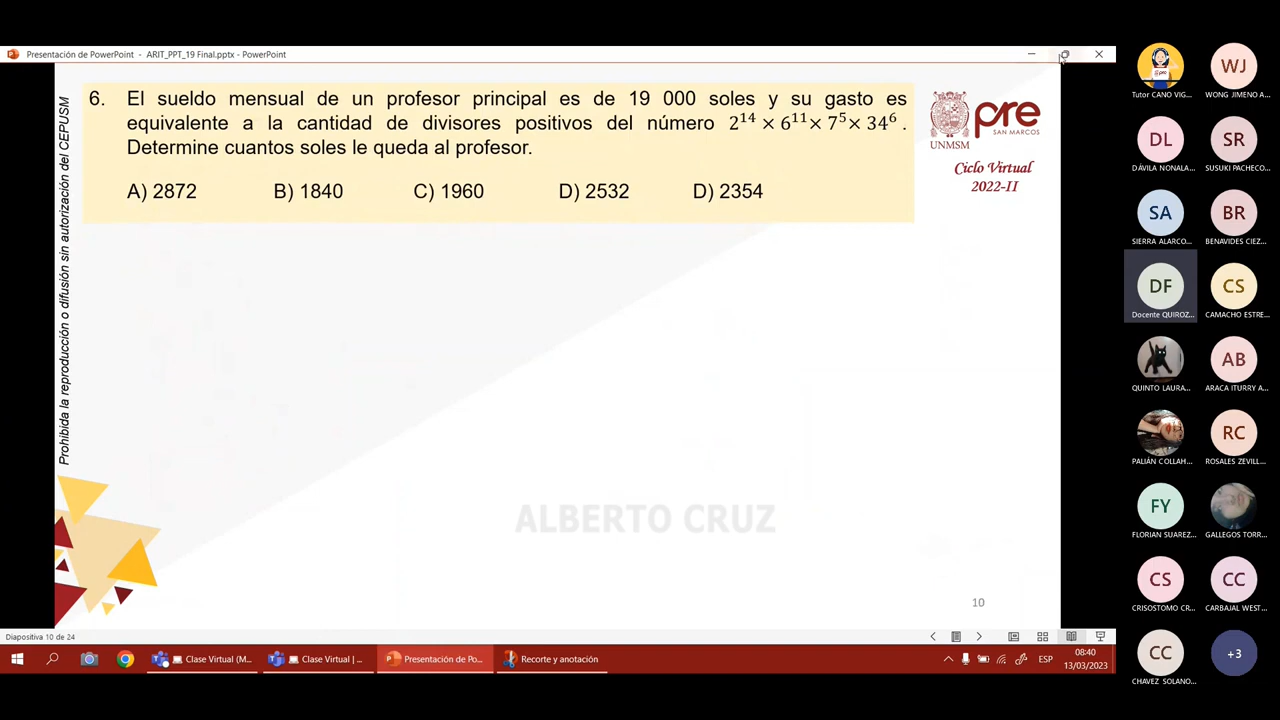 Presentación de PowerPoint - ARIT_PPT_19 Final.pptx - PowerPoint
Prohibida la reproducción o difusión sin autorización del CEPUSM
6. El sueldo mensual de un profesor principal es de 19 000 soles y su gasto es
equivalente a la cantidad de divisores positivos del número 2¹⁴ × 6¹¹ × 7⁵ × 34⁶ .
Determine cuantos soles le queda al profesor.
A) 2872 B) 1840 C) 1960 D) 2532 D) 2354
UNMSM
pre
SAN MARCOS
Ciclo Virtual
2022-II
ALBERTO CRUZ
10
Diapositiva 10 de 24
Clase Virtual (M...
Clase Virtual | ...
Presentación de Po...
Recorte y anotación
ESP
08:40
13/03/2023
Tutor CANO VIG...
WJ
WONG JIMENO A...
DL
DÁVILA NONALA...
SR
SUSUKI PACHECO...
SA
SIERRA ALARCO...
BR
BENAVIDES CIEZ...
DF
Docente QUIROZ...
CS
CAMACHO ESTRE...
QUINTO LAURA...
AB
ARACA ITURRY A...
PALIÁN COLLAH...
RC
ROSALES ZEVILL...
FY
FLORIAN SUAREZ...
GALLEGOS TORR...
CS
CRISOSTOMO CR...
CC
CARBAJAL WEST...
CC
CHAVEZ SOLANO...
+3